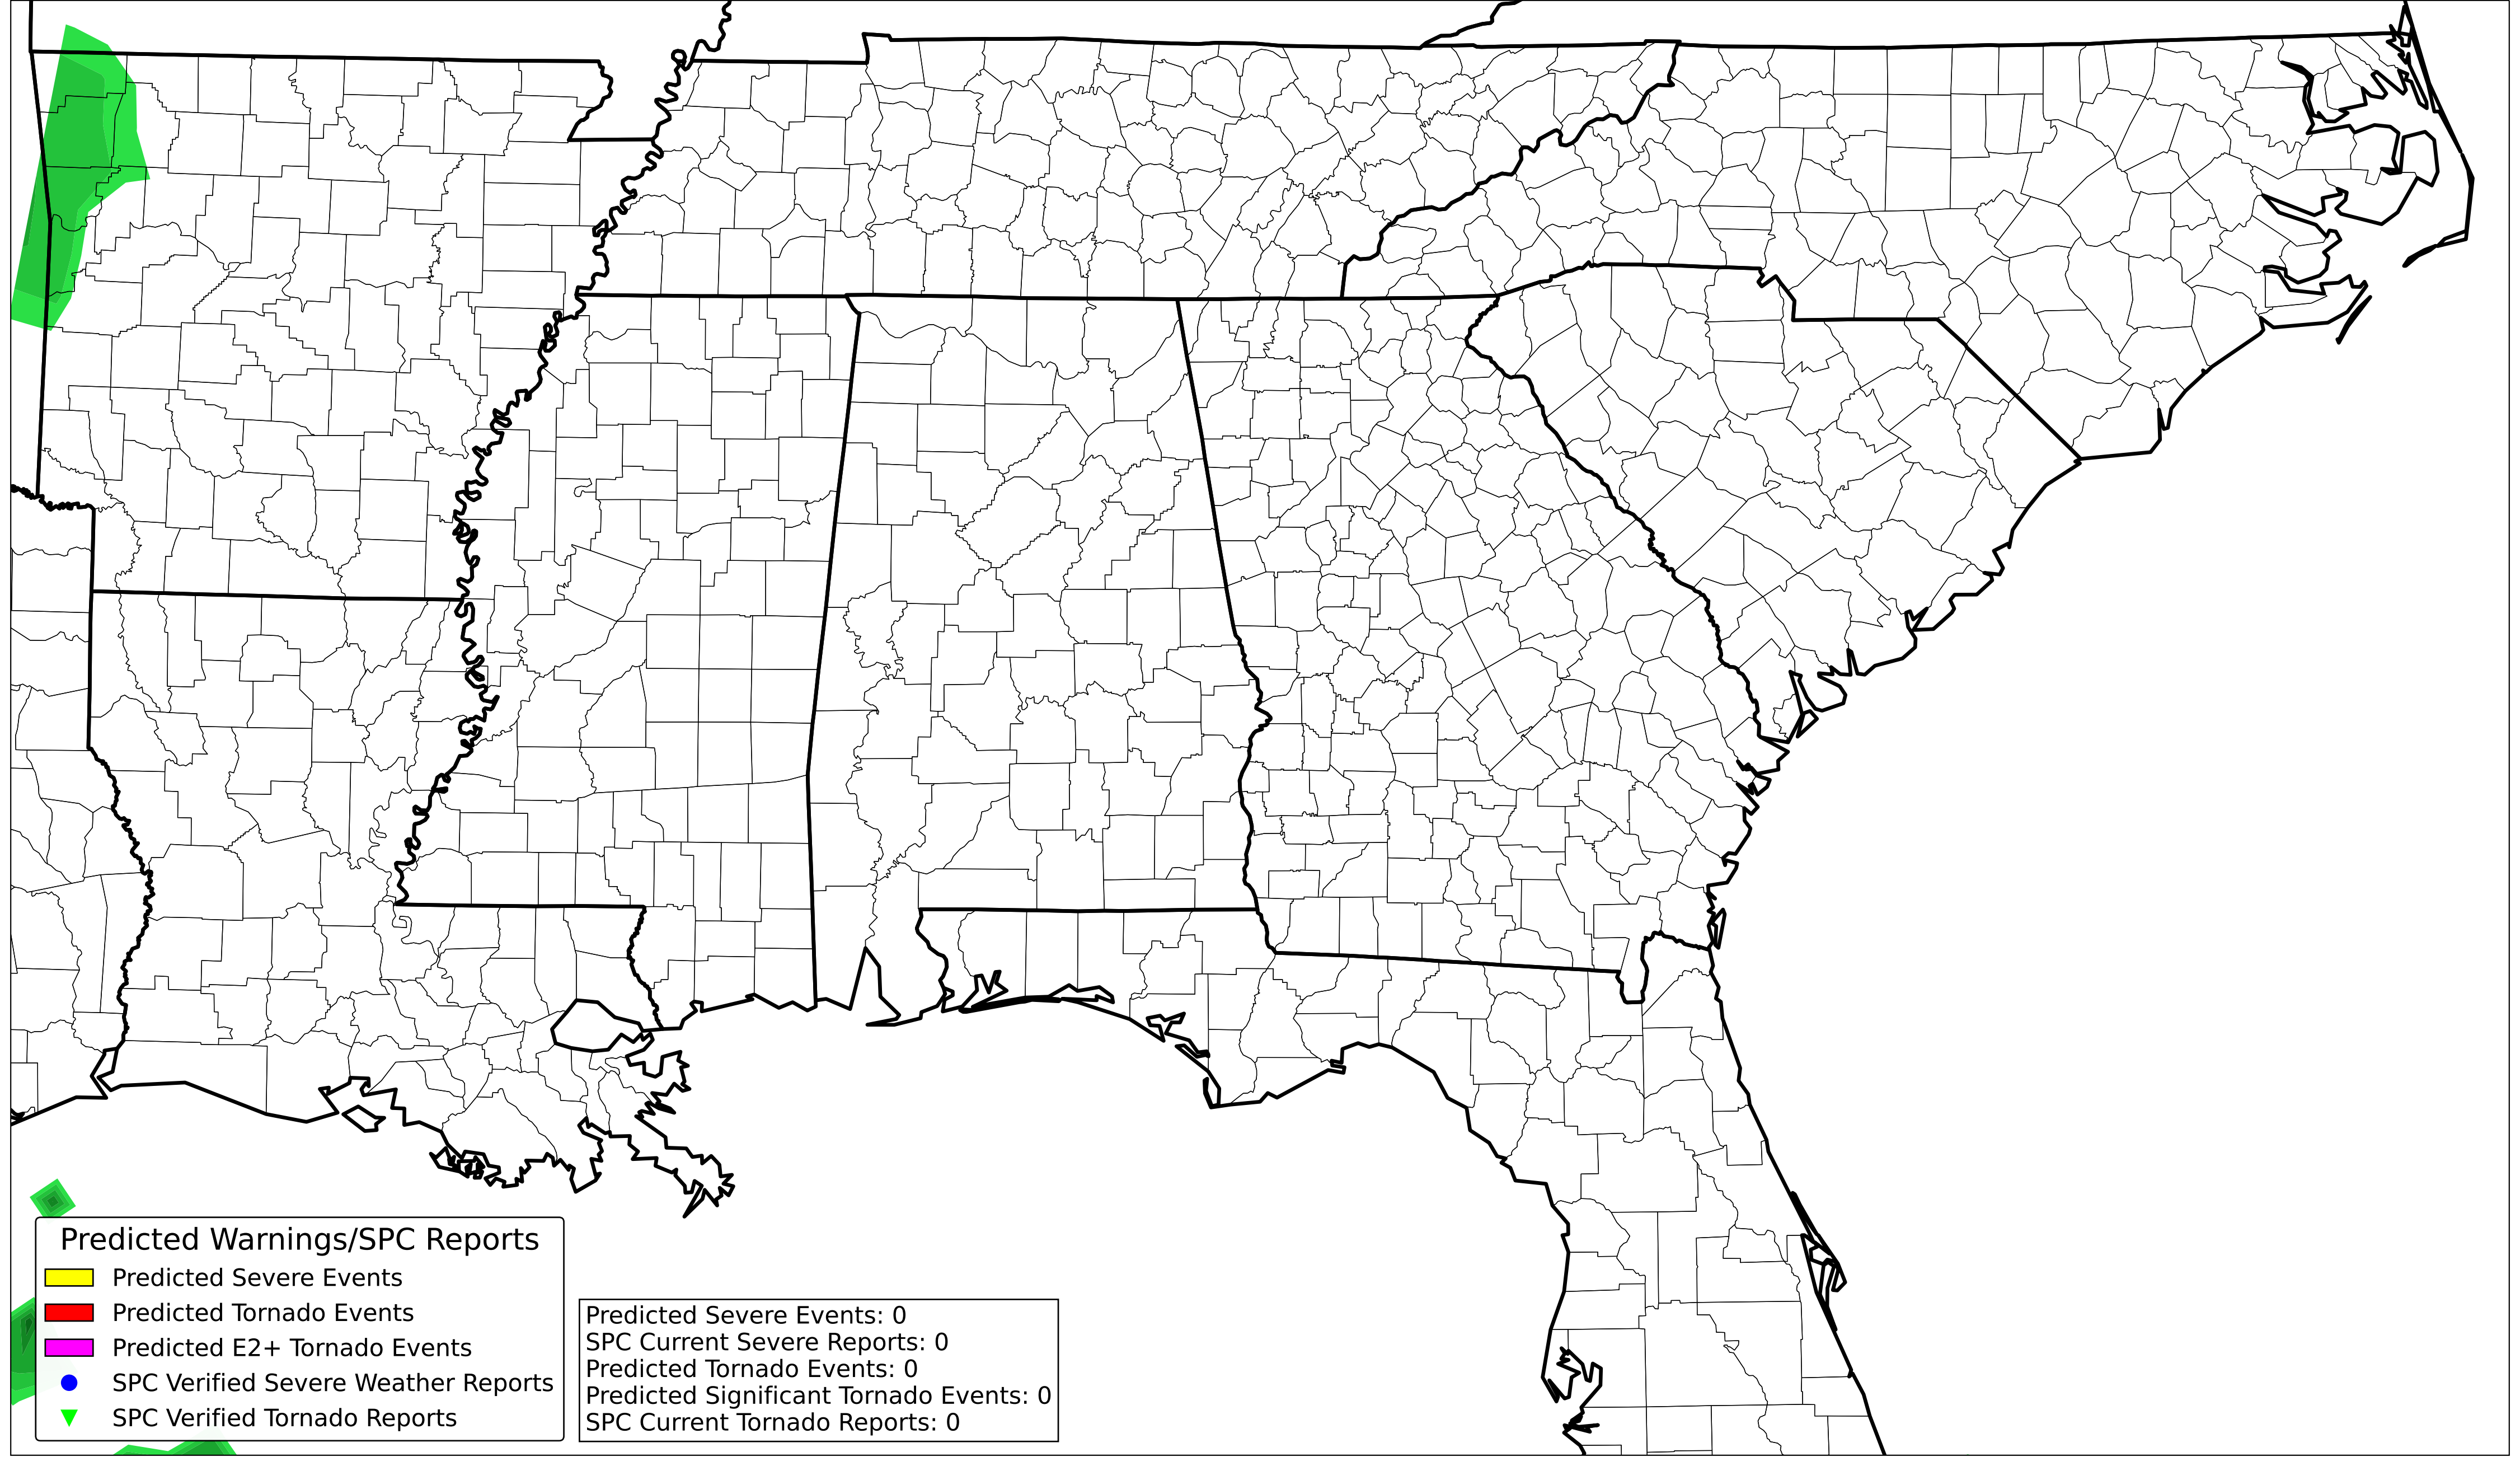 Predicted Warnings/SPC Reports
Predicted Severe Events
Predicted Tornado Events
Predicted E2+ Tornado Events
SPC Verified Severe Weather Reports
SPC Verified Tornado Reports
Predicted Severe Events: 0
SPC Current Severe Reports: 0
Predicted Tornado Events: 0
Predicted Significant Tornado Events: 0
SPC Current Tornado Reports: 0